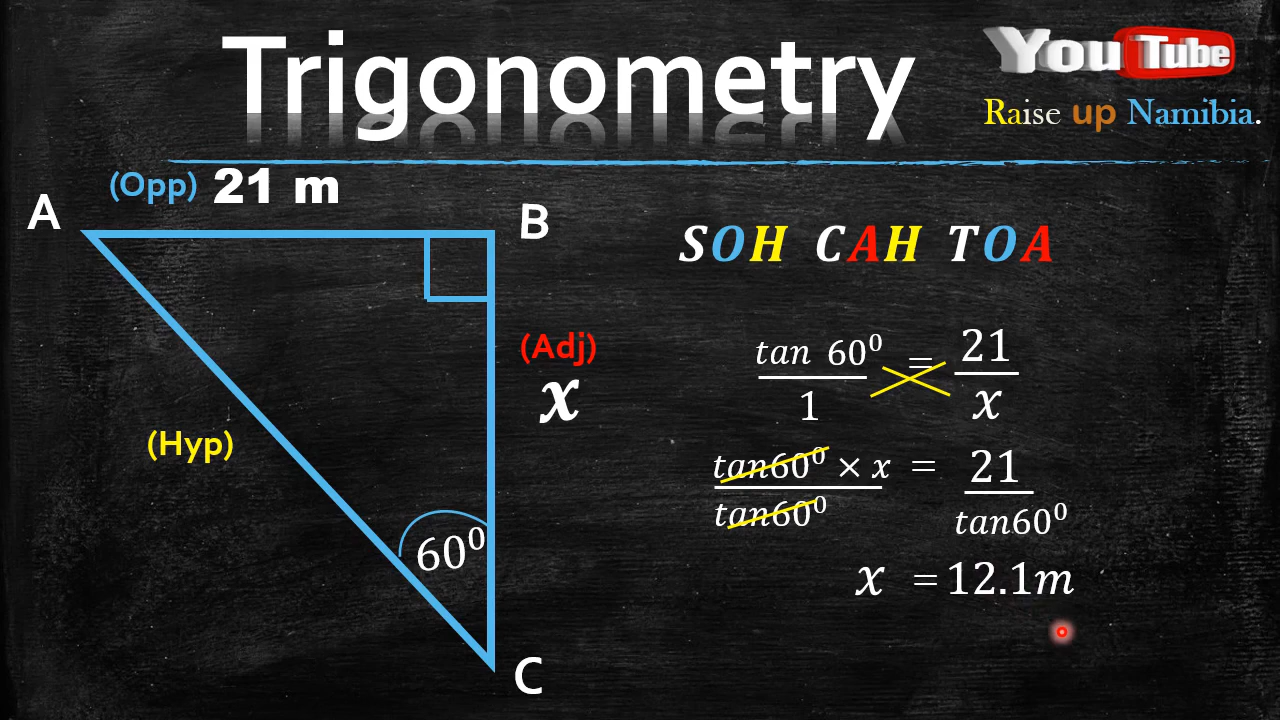 Trigonometry
YouTube
Raise up Namibia.
(Opp) 21 m
A
B
SOH CAH TOA
(Adj)
x
(Hyp)
60⁰
C
tan 60⁰ / 1 = 21 / x
tan60⁰ × x / tan60⁰ = 21 / tan60⁰
x = 12.1m